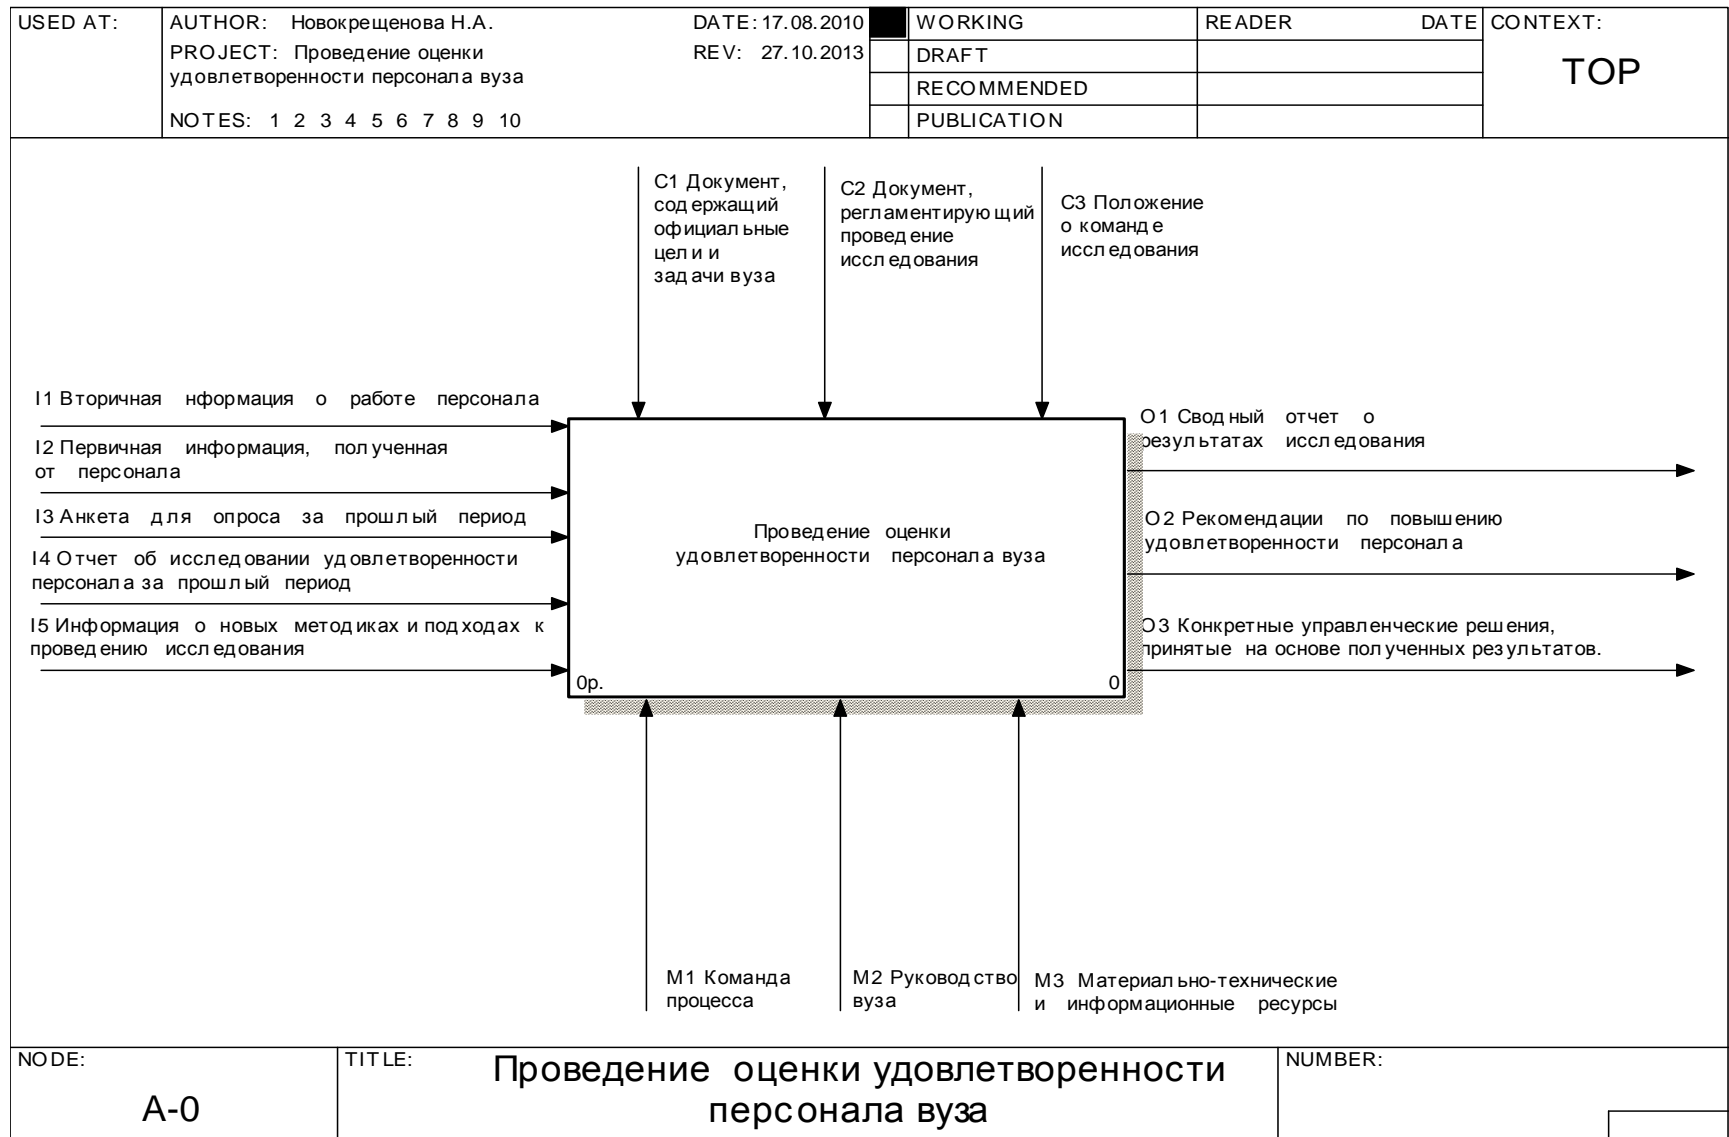 USED AT:
AUTHOR: Новокрещенова Н.А.
DATE: 17.08.2010
PROJECT: Проведение оценки
удовлетворенности персонала вуза
REV: 27.10.2013
NOTES: 1 2 3 4 5 6 7 8 9 10
WORKING
DRAFT
RECOMMENDED
PUBLICATION
READER DATE
CONTEXT:
TOP
C1 Документ,
содержащий
официальные
цели и
задачи вуза
C2 Документ,
регламентирующий
проведение
исследования
C3 Положение
о команде
исследования
I1 Вторичная нформация о работе персонала
I2 Первичная информация, полученная
от персонала
I3 Анкета для опроса за прошлый период
I4 Отчет об исследовании удовлетворенности
персонала за прошлый период
I5 Информация о новых методиках и подходах к
проведению исследования
Проведение оценки
удовлетворенности персонала вуза
0р.
0
O1 Сводный отчет о
результатах исследования
O2 Рекомендации по повышению
удовлетворенности персонала
O3 Конкретные управленческие решения,
принятые на основе полученных результатов.
M1 Команда
процесса
M2 Руководство
вуза
M3 Материально-технические
и информационные ресурсы
NODE:
A-0
TITLE:
Проведение оценки удовлетворенности
персонала вуза
NUMBER: